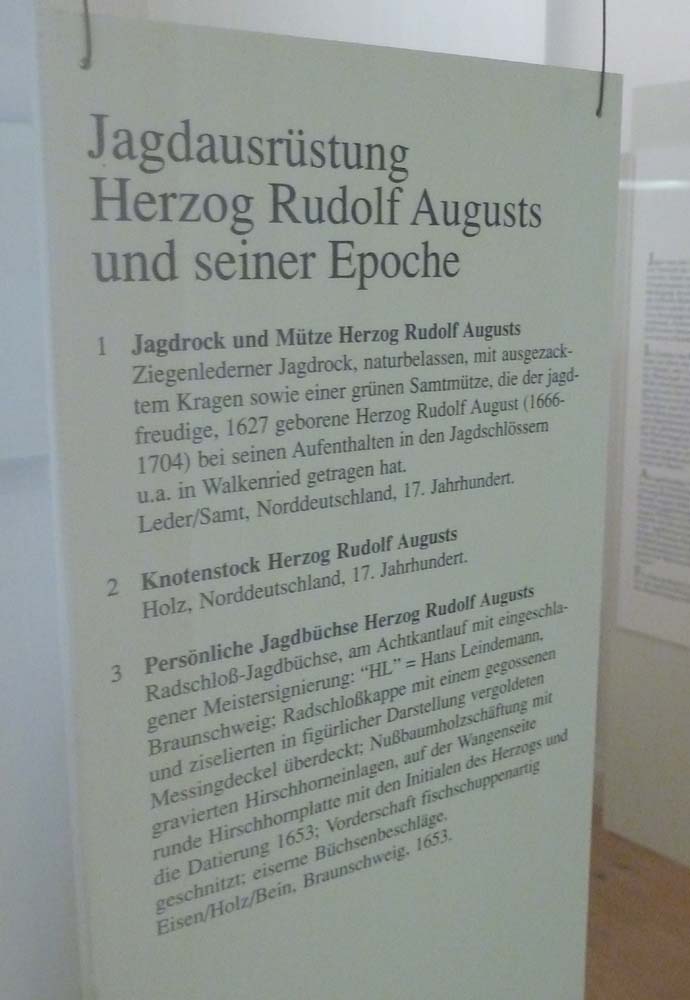 Jagdausrüstung
Herzog Rudolf Augusts
und seiner Epoche
1 Jagdrock und Mütze Herzog Rudolf Augusts
Ziegenlederner Jagdrock, naturbelassen, mit ausgezack-
tem Kragen sowie einer grünen Samtmütze, die der jagd-
freudige, 1627 geborene Herzog Rudolf August (1666-
1704) bei seinen Aufenthalten in den Jagdschlössern
u.a. in Walkenried getragen hat.
Leder/Samt, Norddeutschland, 17. Jahrhundert.
2 Knotenstock Herzog Rudolf Augusts
Holz, Norddeutschland, 17. Jahrhundert.
3 Persönliche Jagdbüchse Herzog Rudolf Augusts
Radschloß-Jagdbüchse, am Achtkantlauf mit eingeschla-
gener Meistersignierung: “HL” = Hans Leindemann,
Braunschweig; Radschloßkappe mit einem gegossenen
und ziselierten in figürlicher Darstellung vergoldeten
Messingdeckel überdeckt; Nußbaumholzschäftung mit
gravierten Hirschhorneinlagen, auf der Wangenseite
runde Hirschhornplatte mit den Initialen des Herzogs und
die Datierung 1653; Vorderschaft fischschuppenartig
geschnitzt; eiserne Büchsenbeschläge.
Eisen/Holz/Bein, Braunschweig, 1653.